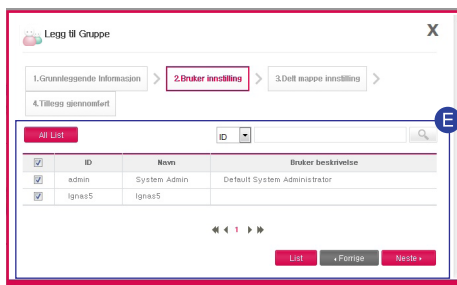 Legg til Gruppe
X
1.Grunnleggende Informasjon
2.Bruker innstilling
3.Delt mappe innstilling
4.Tillegg gjennomført
E
All List
ID
ID Navn Bruker beskrivelse
admin System Admin Default System Administrator
Ignas5 Ignas5
1
List Forrige Neste